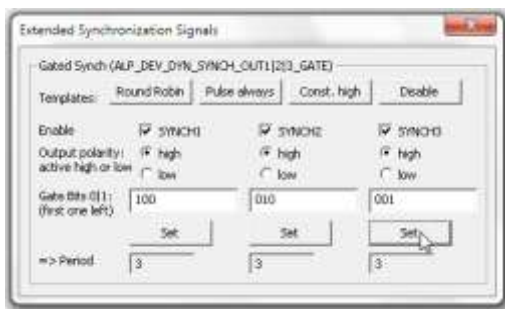 Extended Synchronization Signals
Gated Synch (ALP_DEV_DYN_SYNCH_OUT1|2|3_GATE)
Templates: Round Robin Pulse always Const. high Disable
Enable SYNCH1 SYNCH2 SYNCH3
Output polarity: high high high
active high or low low low low
Gate Bits 0|1: 100 010 001
(first one left)
Set Set Set
=> Period 3 3 3